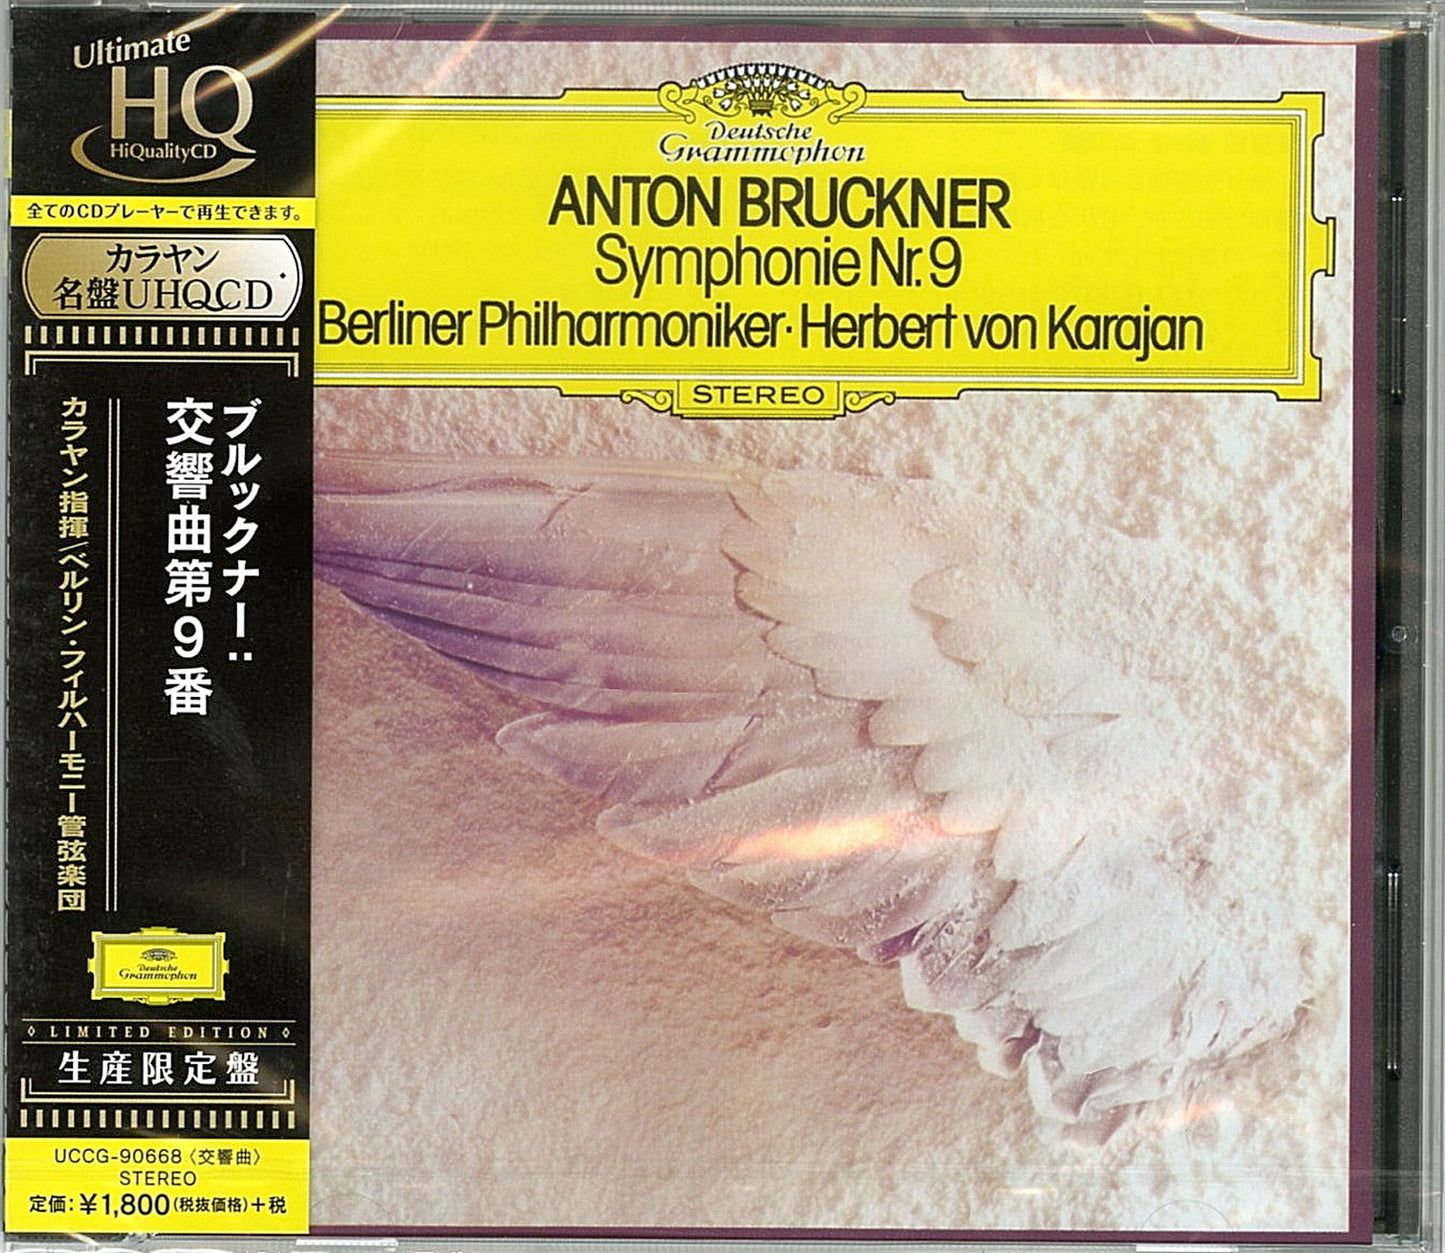 Ultimate
HQ
HiQualityCD
全てのCDプレーヤーで再生できます。
カラヤン
名盤UHQCD
ブルックナー:
交響曲第9番
カラヤン指揮/ベルリン・フィルハーモニー管弦楽団
Deutsche
Grammophon
LIMITED EDITION
生産限定盤
UCCG-90668〈交響曲〉
STEREO
定価:¥1,800(税抜価格)+税
Deutsche
Grammophon
ANTON BRUCKNER
Symphonie Nr.9
Berliner Philharmoniker·Herbert von Karajan
STEREO